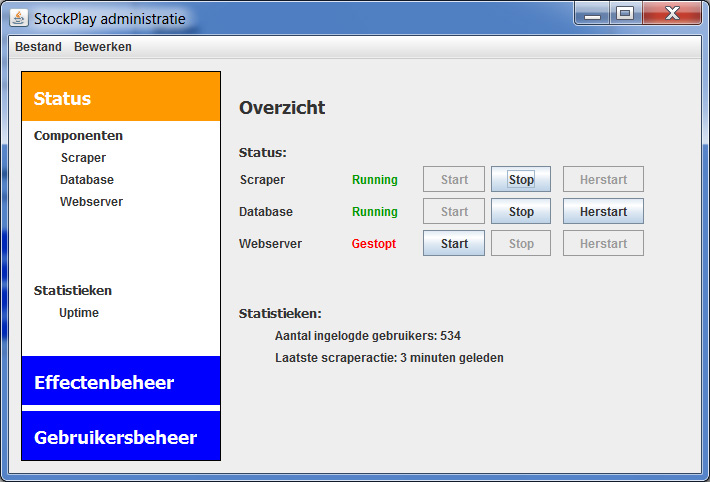 StockPlay administratie
Bestand Bewerken
Status
Componenten
Scraper
Database
Webserver
Statistieken
Uptime
Effectenbeheer
Gebruikersbeheer
Overzicht
Status:
Scraper Running Start Stop Herstart
Database Running Start Stop Herstart
Webserver Gestopt Start Stop Herstart
Statistieken:
Aantal ingelogde gebruikers: 534
Laatste scraperactie: 3 minuten geleden